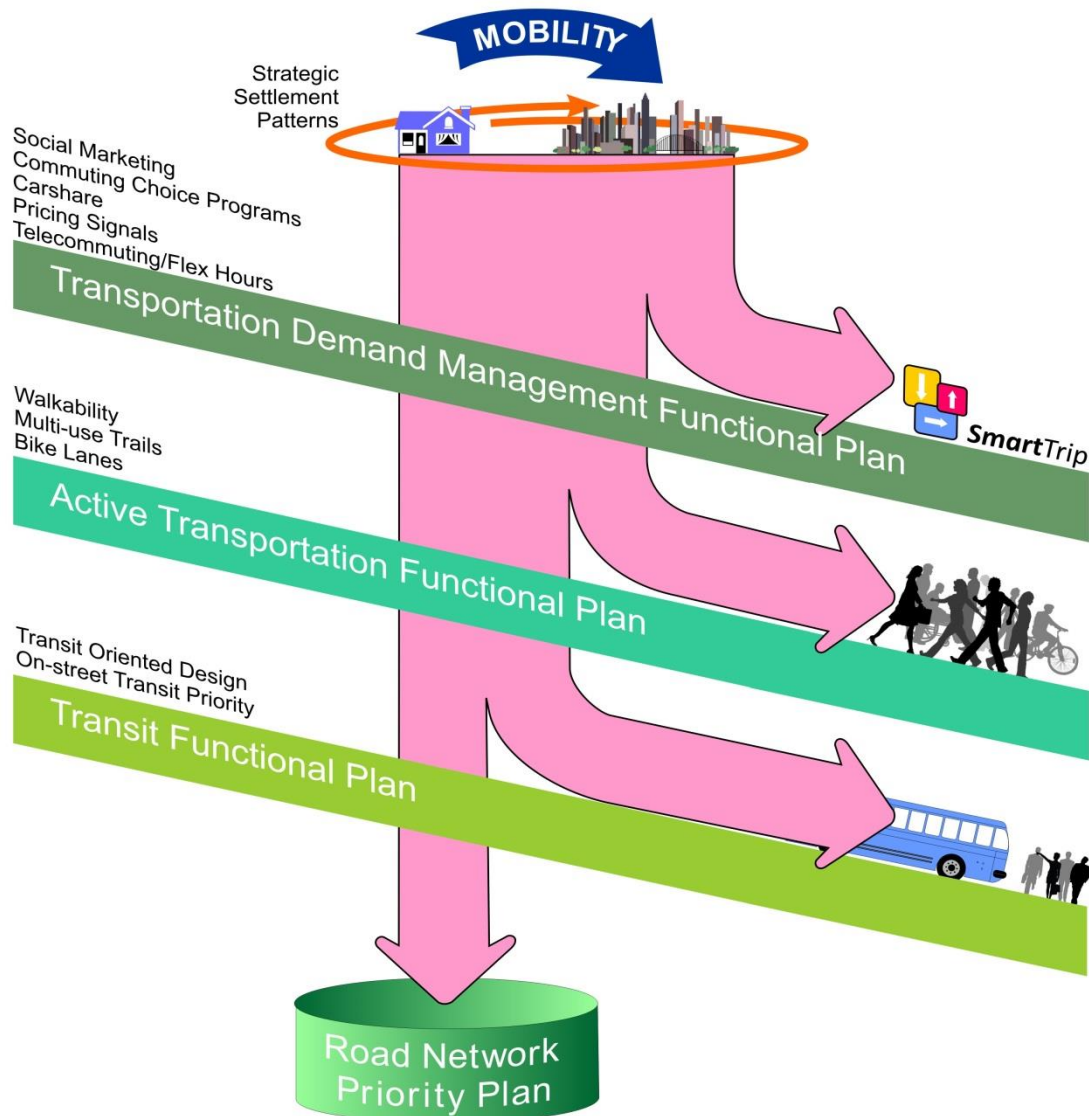 MOBILITY
Strategic
Settlement
Patterns
Social Marketing
Commuting Choice Programs
Carshare
Pricing Signals
Telecommuting/Flex Hours
Transportation Demand Management Functional Plan
SmartTrip
Walkability
Multi-use Trails
Bike Lanes
Active Transportation Functional Plan
Transit Oriented Design
On-street Transit Priority
Transit Functional Plan
Road Network
Priority Plan